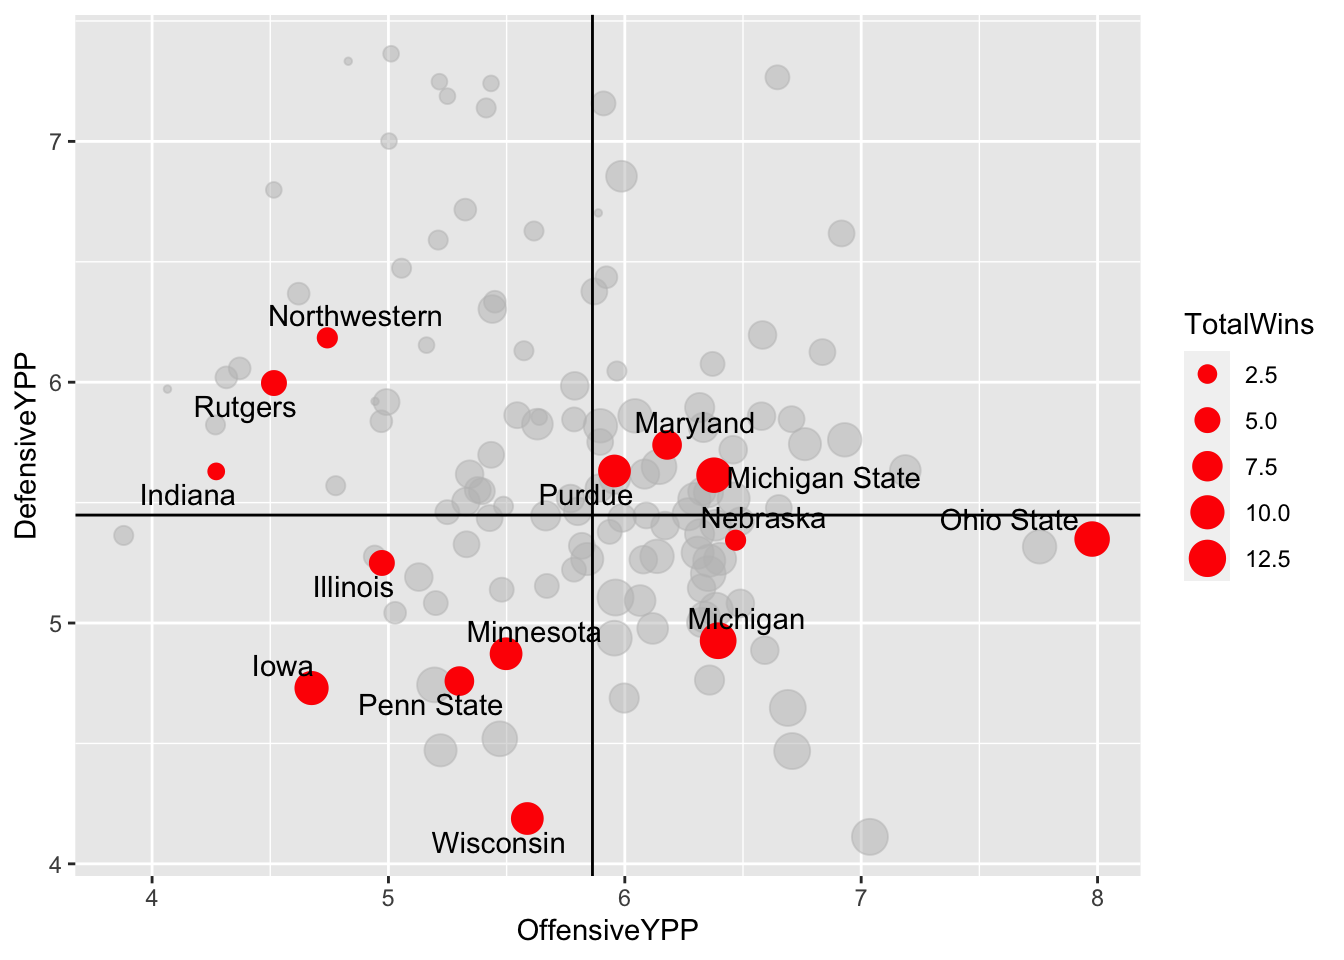 7
6
5
4
DefensiveYPP
Northwestern
Rutgers
Indiana
Maryland
Michigan State
Purdue
Nebraska
Ohio State
Illinois
Michigan
Minnesota
Iowa
Penn State
Wisconsin
4 5 6 7 8
OffensiveYPP
TotalWins
2.5
5.0
7.5
10.0
12.5